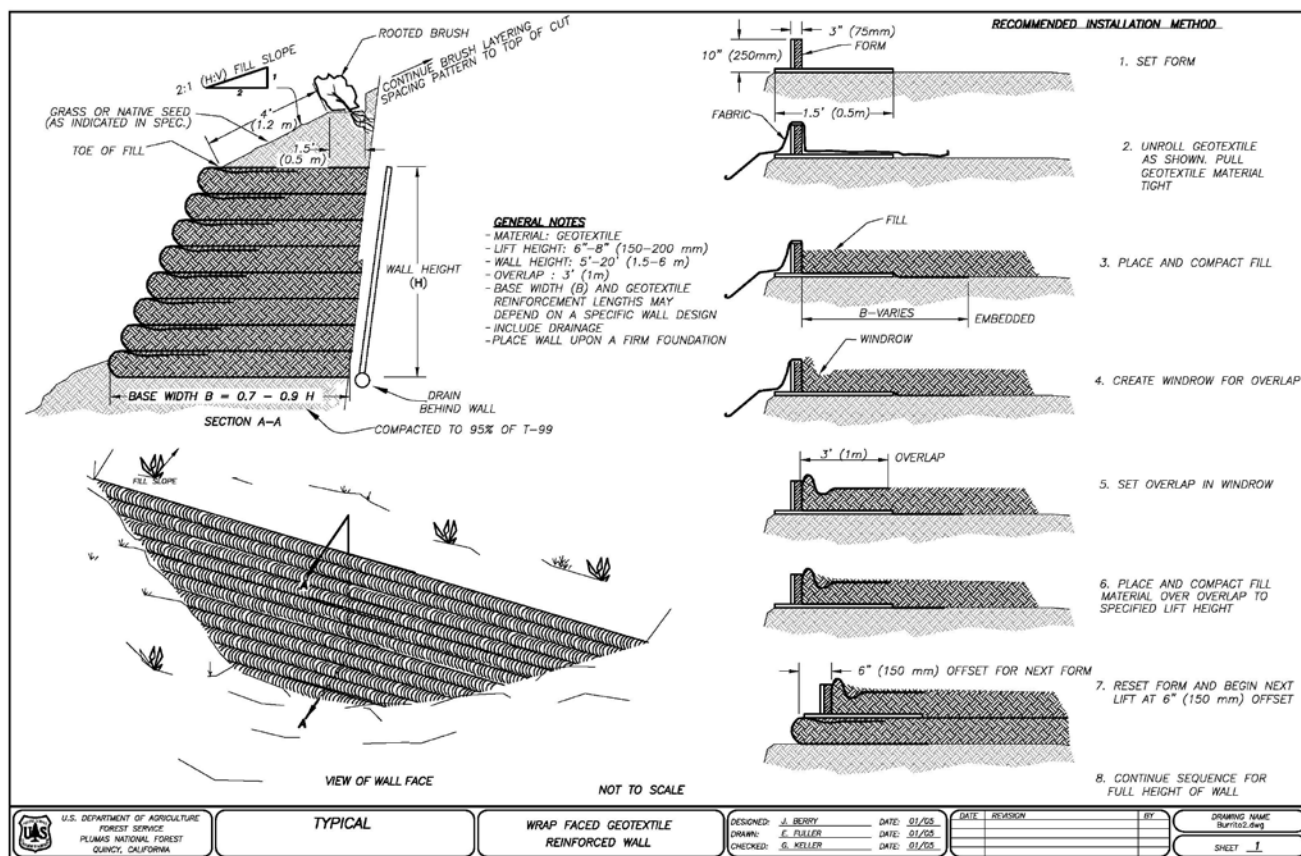 ROOTED BRUSH
CONTINUE BRUSH LAYERING
SPACING PATTERN TO TOP OF CUT
2:1 (H:V) FILL SLOPE
1
2
4'
(1.2 m)
GRASS OR NATIVE SEED
(AS INDICATED IN SPEC.)
TOE OF FILL
1.5'
(0.5 m)
WALL HEIGHT
(H)
GENERAL NOTES
- MATERIAL: GEOTEXTILE
- LIFT HEIGHT: 6"-8" (150-200 mm)
- WALL HEIGHT: 5'-20' (1.5-6 m)
- OVERLAP : 3' (1m)
- BASE WIDTH (B) AND GEOTEXTILE
REINFORCEMENT LENGTHS MAY
DEPEND ON A SPECIFIC WALL DESIGN
- INCLUDE DRAINAGE
- PLACE WALL UPON A FIRM FOUNDATION
BASE WIDTH B = 0.7 - 0.9 H
DRAIN
BEHIND WALL
SECTION A-A
COMPACTED TO 95% OF T-99
FILL SLOPE
A
A
VIEW OF WALL FACE
NOT TO SCALE
RECOMMENDED INSTALLATION METHOD
3" (75mm)
FORM
10" (250mm)
1. SET FORM
1.5' (0.5m)
FABRIC
2. UNROLL GEOTEXTILE
AS SHOWN. PULL
GEOTEXTILE MATERIAL
TIGHT
FILL
3. PLACE AND COMPACT FILL
B-VARIES
EMBEDDED
WINDROW
4. CREATE WINDROW FOR OVERLAP
3' (1m)
OVERLAP
5. SET OVERLAP IN WINDROW
6. PLACE AND COMPACT FILL
MATERIAL OVER OVERLAP TO
SPECIFIED LIFT HEIGHT
6" (150 mm) OFFSET FOR NEXT FORM
7. RESET FORM AND BEGIN NEXT
LIFT AT 6" (150 mm) OFFSET
8. CONTINUE SEQUENCE FOR
FULL HEIGHT OF WALL
UAS
U.S. DEPARTMENT OF AGRICULTURE
FOREST SERVICE
PLUMAS NATIONAL FOREST
QUINCY, CALIFORNIA
TYPICAL
WRAP FACED GEOTEXTILE
REINFORCED WALL
DESIGNED: J. BERRY DATE: 01/05
DRAWN: E. FULLER DATE: 01/05
CHECKED: G. KELLER DATE: 01/05
DATE REVISION BY
DRAWING NAME
Burrito2.dwg
SHEET 1